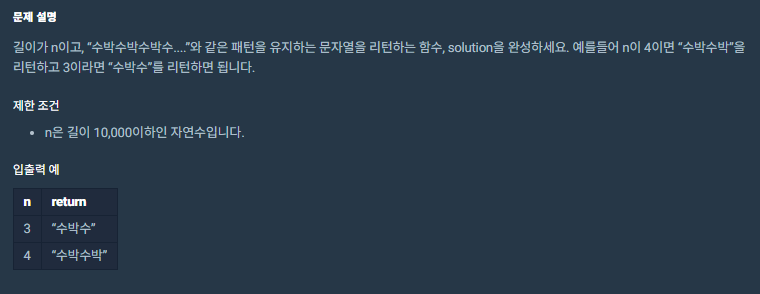 문제 설명
길이가 n이고, “수박수박수박수....”와 같은 패턴을 유지하는 문자열을 리턴하는 함수, solution을 완성하세요. 예를들어 n이 4이면 “수박수박”을
리턴하고 3이라면 “수박수”를 리턴하면 됩니다.
제한 조건
• n은 길이 10,000이하인 자연수입니다.
입출력 예
n return
3 “수박수”
4 “수박수박”